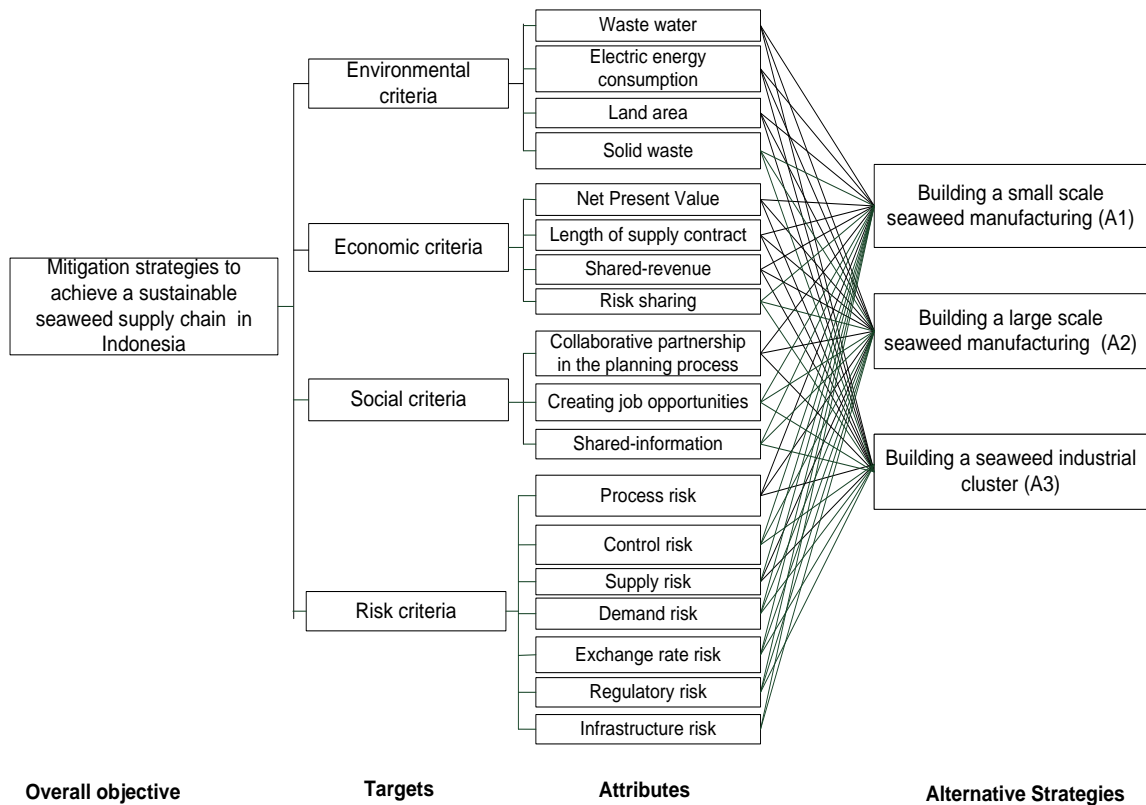 Mitigation strategies to
achieve a sustainable
seaweed supply chain in
Indonesia
Environmental
criteria
Economic criteria
Social criteria
Risk criteria
Waste water
Electric energy
consumption
Land area
Solid waste
Net Present Value
Length of supply contract
Shared-revenue
Risk sharing
Collaborative partnership
in the planning process
Creating job opportunities
Shared-information
Process risk
Control risk
Supply risk
Demand risk
Exchange rate risk
Regulatory risk
Infrastructure risk
Building a small scale
seaweed manufacturing (A1)
Building a large scale
seaweed manufacturing (A2)
Building a seaweed industrial
cluster (A3)
Overall objective
Targets
Attributes
Alternative Strategies